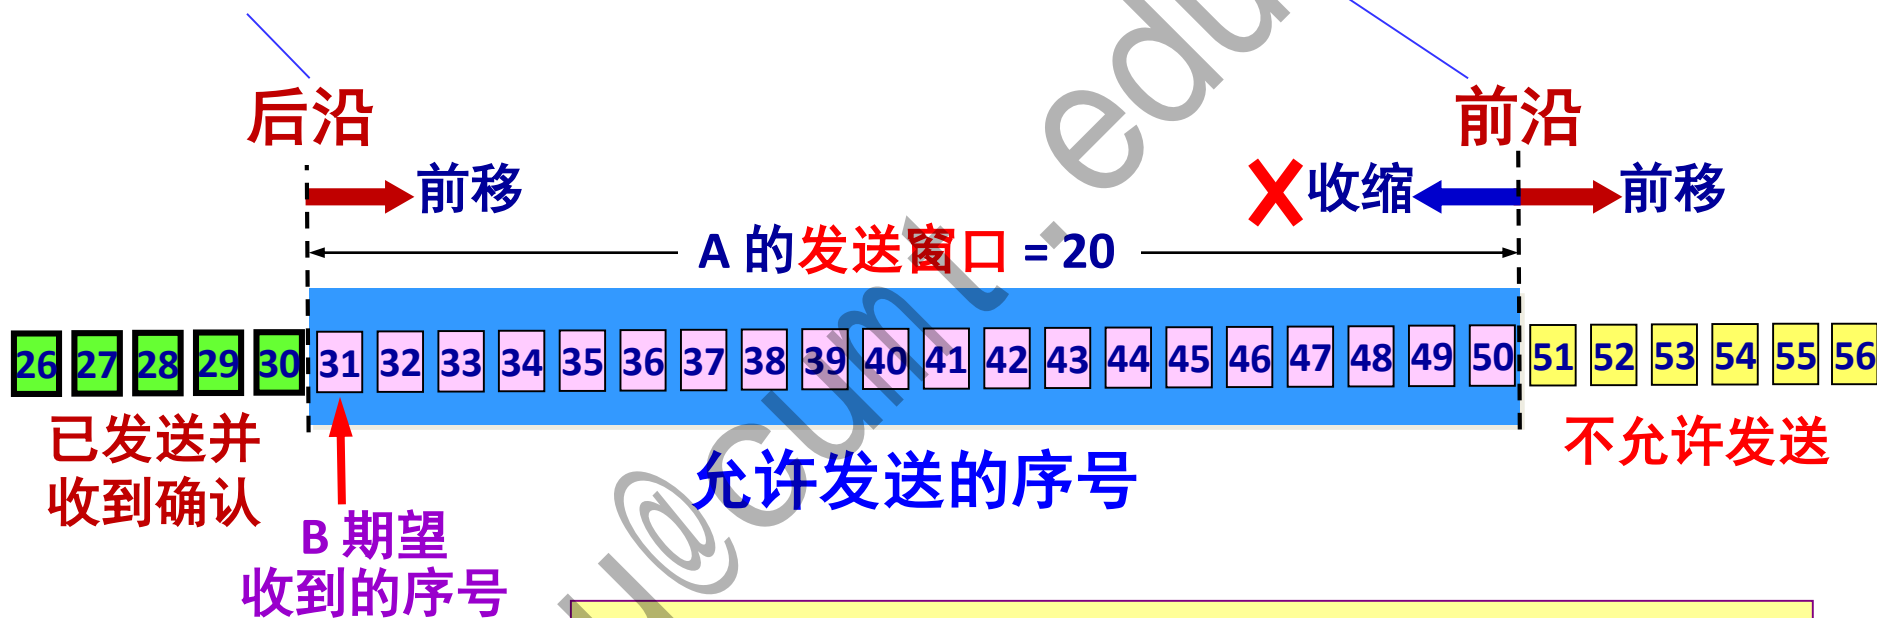 后沿
前沿
前移
收缩
前移
A 的发送窗口 = 20
26 27 28 29 30 31 32 33 34 35 36 37 38 39 40 41 42 43 44 45 46 47 48 49 50 51 52 53 54 55 56
已发送并
收到确认
允许发送的序号
不允许发送
B 期望
收到的序号
u@cumt.edu